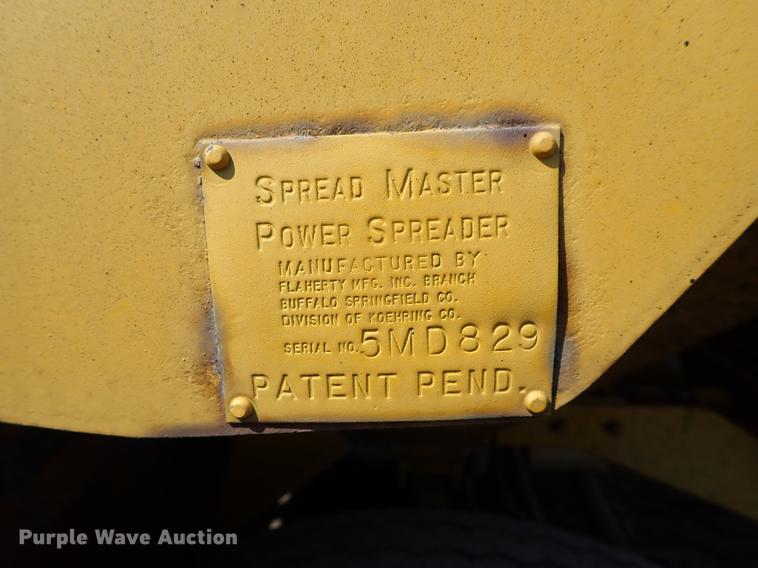 SPREAD MASTER
POWER SPREADER
MANUFACTURED BY
FLAHERTY MFG. INC. BRANCH
BUFFALO SPRINGFIELD CO.
DIVISION OF KOEHRING CO.
SERIAL NO. 5MD829
PATENT PEND.
Purple Wave Auction